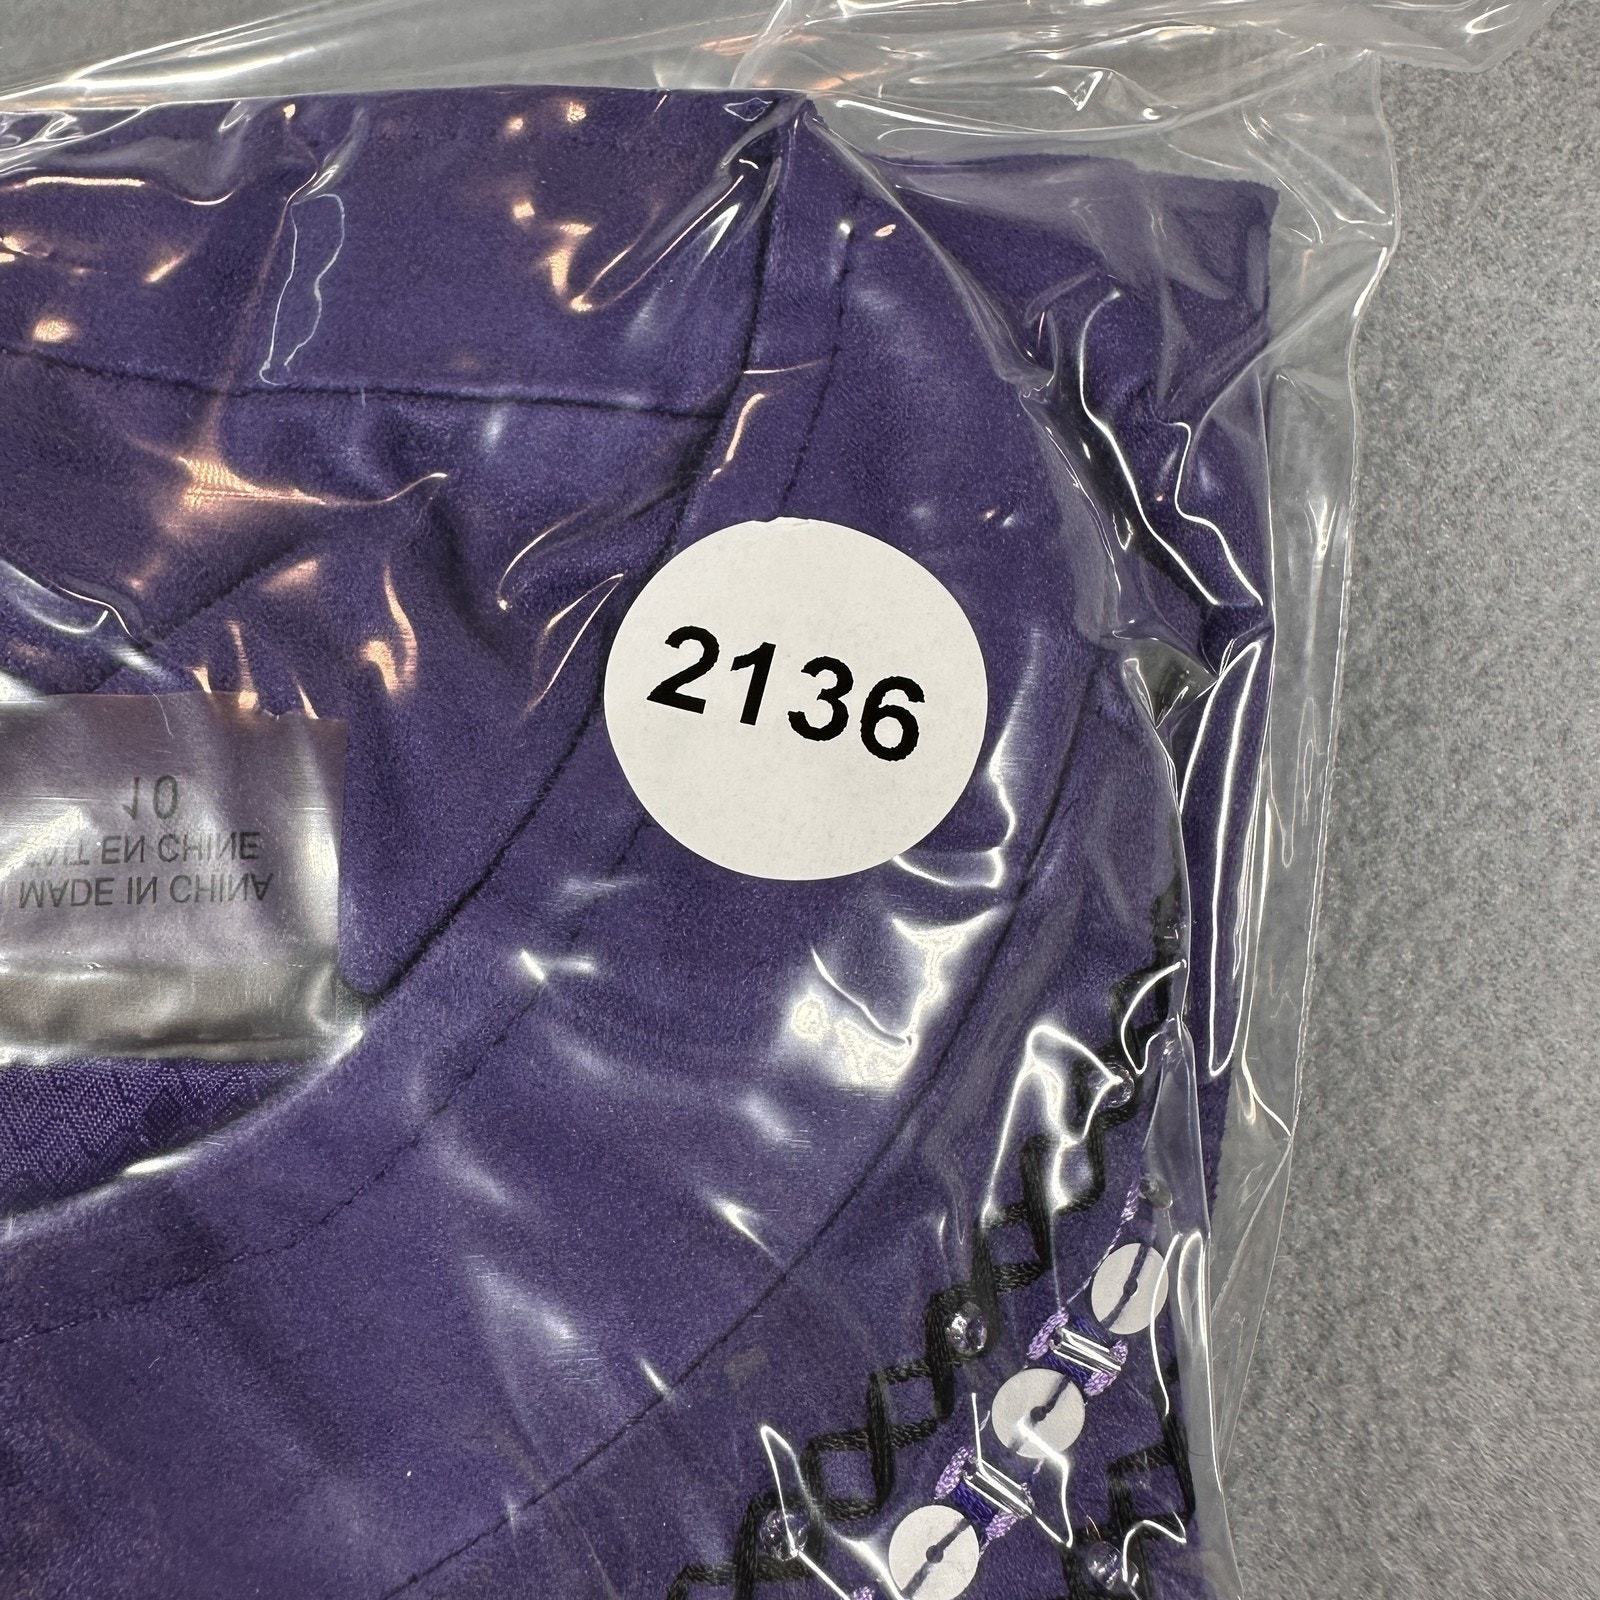 2136
MADE IN CHINA
FAIT EN CHINE
10